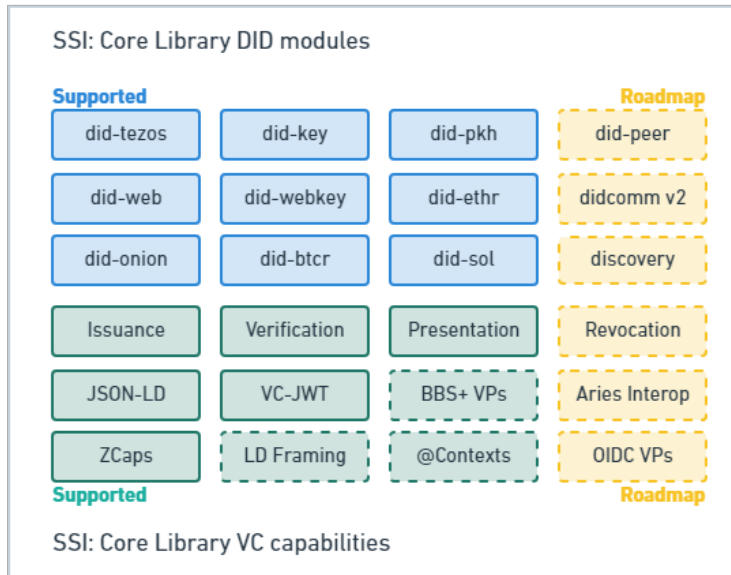 SSI: Core Library DID modules
Supported Roadmap
did-tezos did-key did-pkh did-peer
did-web did-webkey did-ethr didcomm v2
did-onion did-btcr did-sol discovery
Issuance Verification Presentation Revocation
JSON-LD VC-JWT BBS+ VPs Aries Interop
ZCaps LD Framing @Contexts OIDC VPs
Supported Roadmap
SSI: Core Library VC capabilities